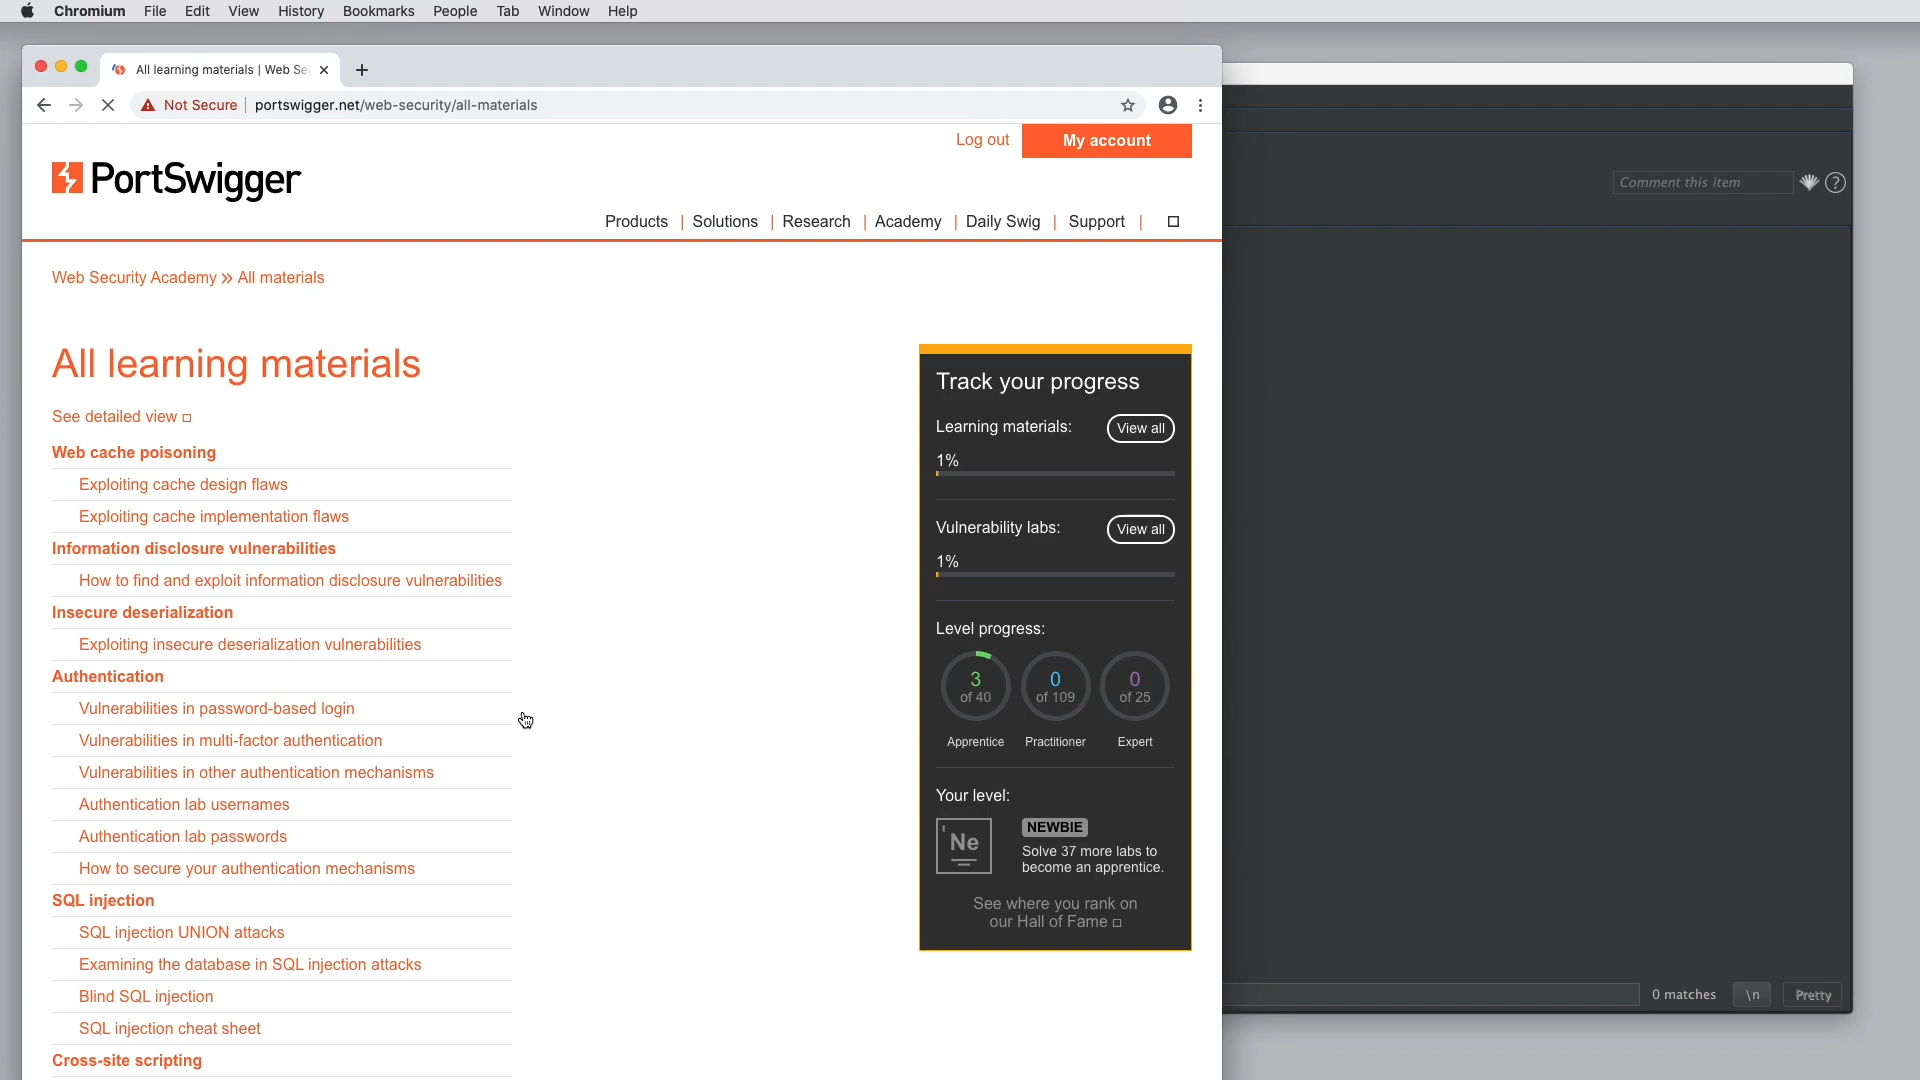 Chromium File Edit View History Bookmarks People Tab Window Help
All learning materials | Web Se
Not Secure portswigger.net/web-security/all-materials
Log out My account
PortSwigger
Products | Solutions | Research | Academy | Daily Swig | Support |
Comment this item
Web Security Academy » All materials
All learning materials
See detailed view
Web cache poisoning
Exploiting cache design flaws
Exploiting cache implementation flaws
Information disclosure vulnerabilities
How to find and exploit information disclosure vulnerabilities
Insecure deserialization
Exploiting insecure deserialization vulnerabilities
Authentication
Vulnerabilities in password-based login
Vulnerabilities in multi-factor authentication
Vulnerabilities in other authentication mechanisms
Authentication lab usernames
Authentication lab passwords
How to secure your authentication mechanisms
SQL injection
SQL injection UNION attacks
Examining the database in SQL injection attacks
Blind SQL injection
SQL injection cheat sheet
Cross-site scripting
Track your progress
Learning materials: View all
1%
Vulnerability labs: View all
1%
Level progress:
3 0 0
of 40 of 109 of 25
Apprentice Practitioner Expert
Your level:
Ne
NEWBIE
Solve 37 more labs to
become an apprentice.
See where you rank on
our Hall of Fame
0 matches \n Pretty